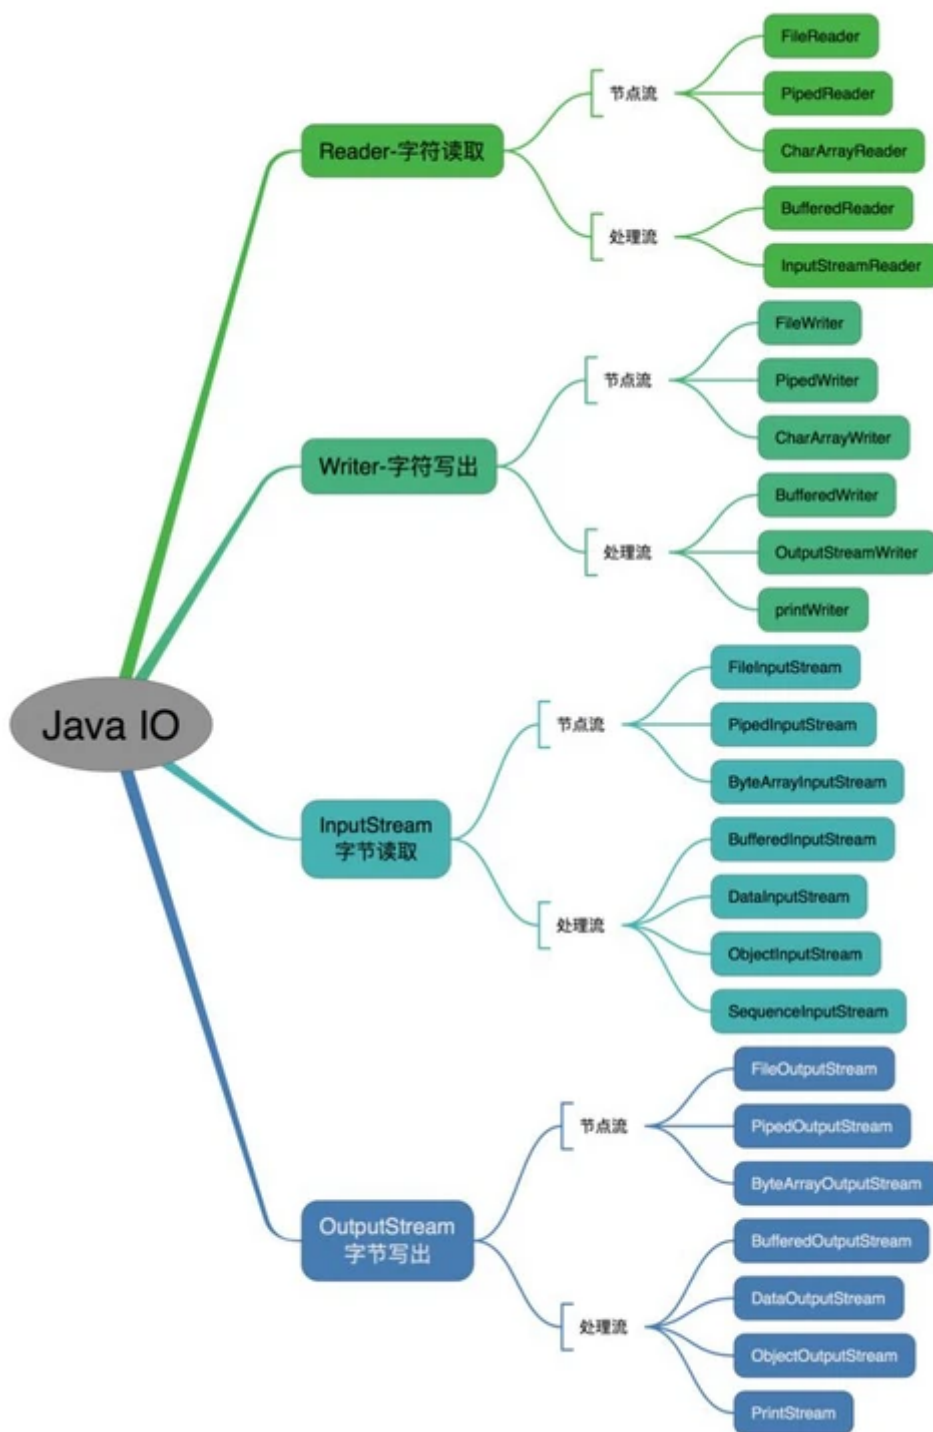 Java IO
Reader-字符读取
节点流
FileReader
PipedReader
CharArrayReader
处理流
BufferedReader
InputStreamReader
Writer-字符写出
节点流
FileWriter
PipedWriter
CharArrayWriter
处理流
BufferedWriter
OutputStreamWriter
printWriter
InputStream
字节读取
节点流
FileInputStream
PipedInputStream
ByteArrayInputStream
处理流
BufferedInputStream
DataInputStream
ObjectInputStream
SequenceInputStream
OutputStream
字节写出
节点流
FileOutputStream
PipedOutputStream
ByteArrayOutputStream
处理流
BufferedOutputStream
DataOutputStream
ObjectOutputStream
PrintStream